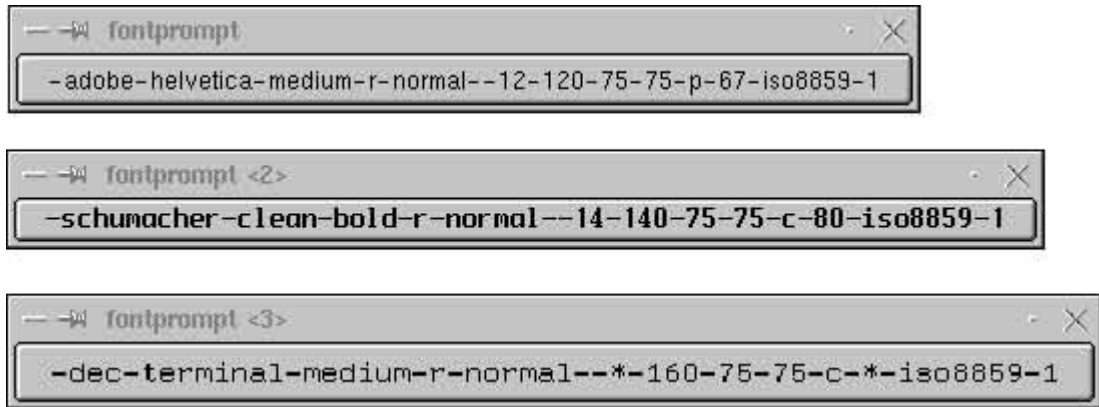 fontprompt
-adobe-helvetica-medium-r-normal--12-120-75-75-p-67-iso8859-1
fontprompt <2>
-schumacher-clean-bold-r-normal--14-140-75-75-c-80-iso8859-1
fontprompt <3>
-dec-terminal-medium-r-normal--*-160-75-75-c-*-iso8859-1